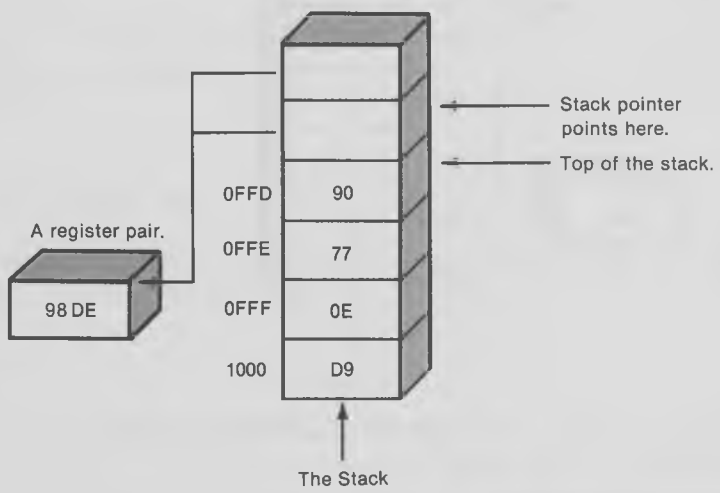 Stack pointer
points here.
Top of the stack.
0FFD 90
A register pair.
0FFE 77
98 DE
0FFF 0E
1000 D9
The Stack